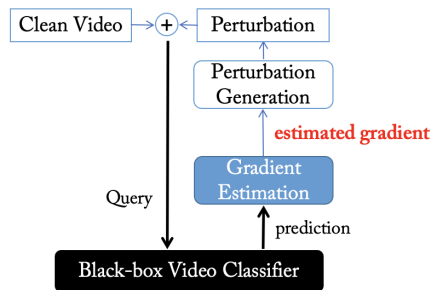 Clean Video
+
Perturbation
Perturbation
Generation
estimated gradient
Gradient
Estimation
Query
prediction
Black-box Video Classifier